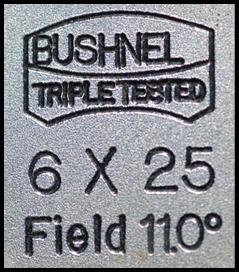 BUSHNEL
TRIPLE TESTED
6 X 25
Field 11.0°